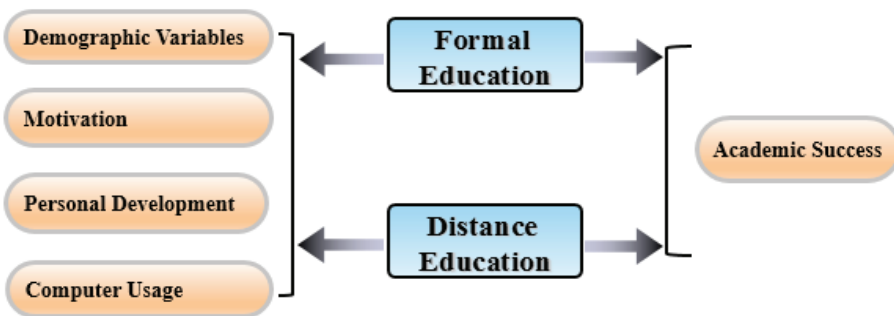 Demographic Variables
Motivation
Personal Development
Computer Usage
Formal
Education
Distance
Education
Academic Success